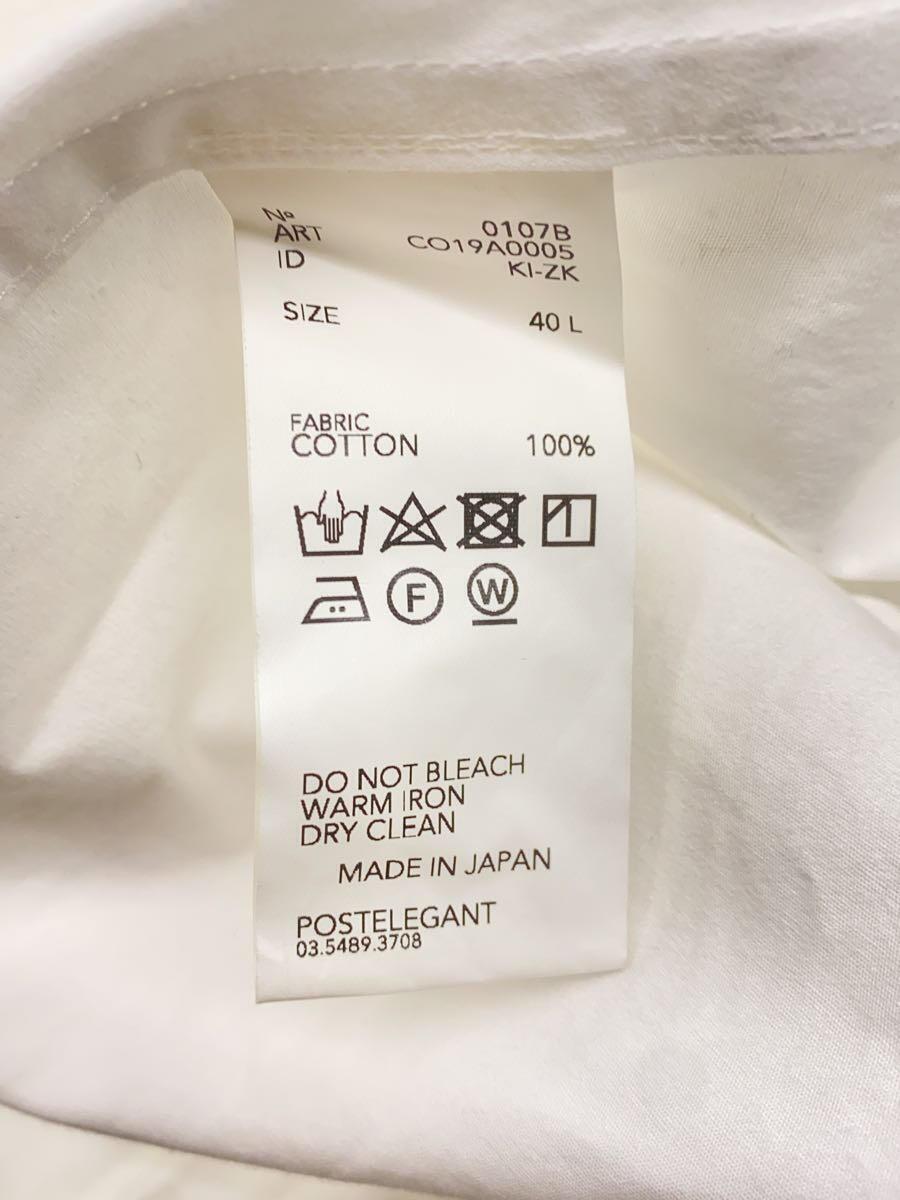 Nº 0107B
ART CO19A0005
ID KI-ZK
SIZE 40 L
FABRIC
COTTON 100%
F W
DO NOT BLEACH
WARM IRON
DRY CLEAN
MADE IN JAPAN
POSTELEGANT
03.5489.3708